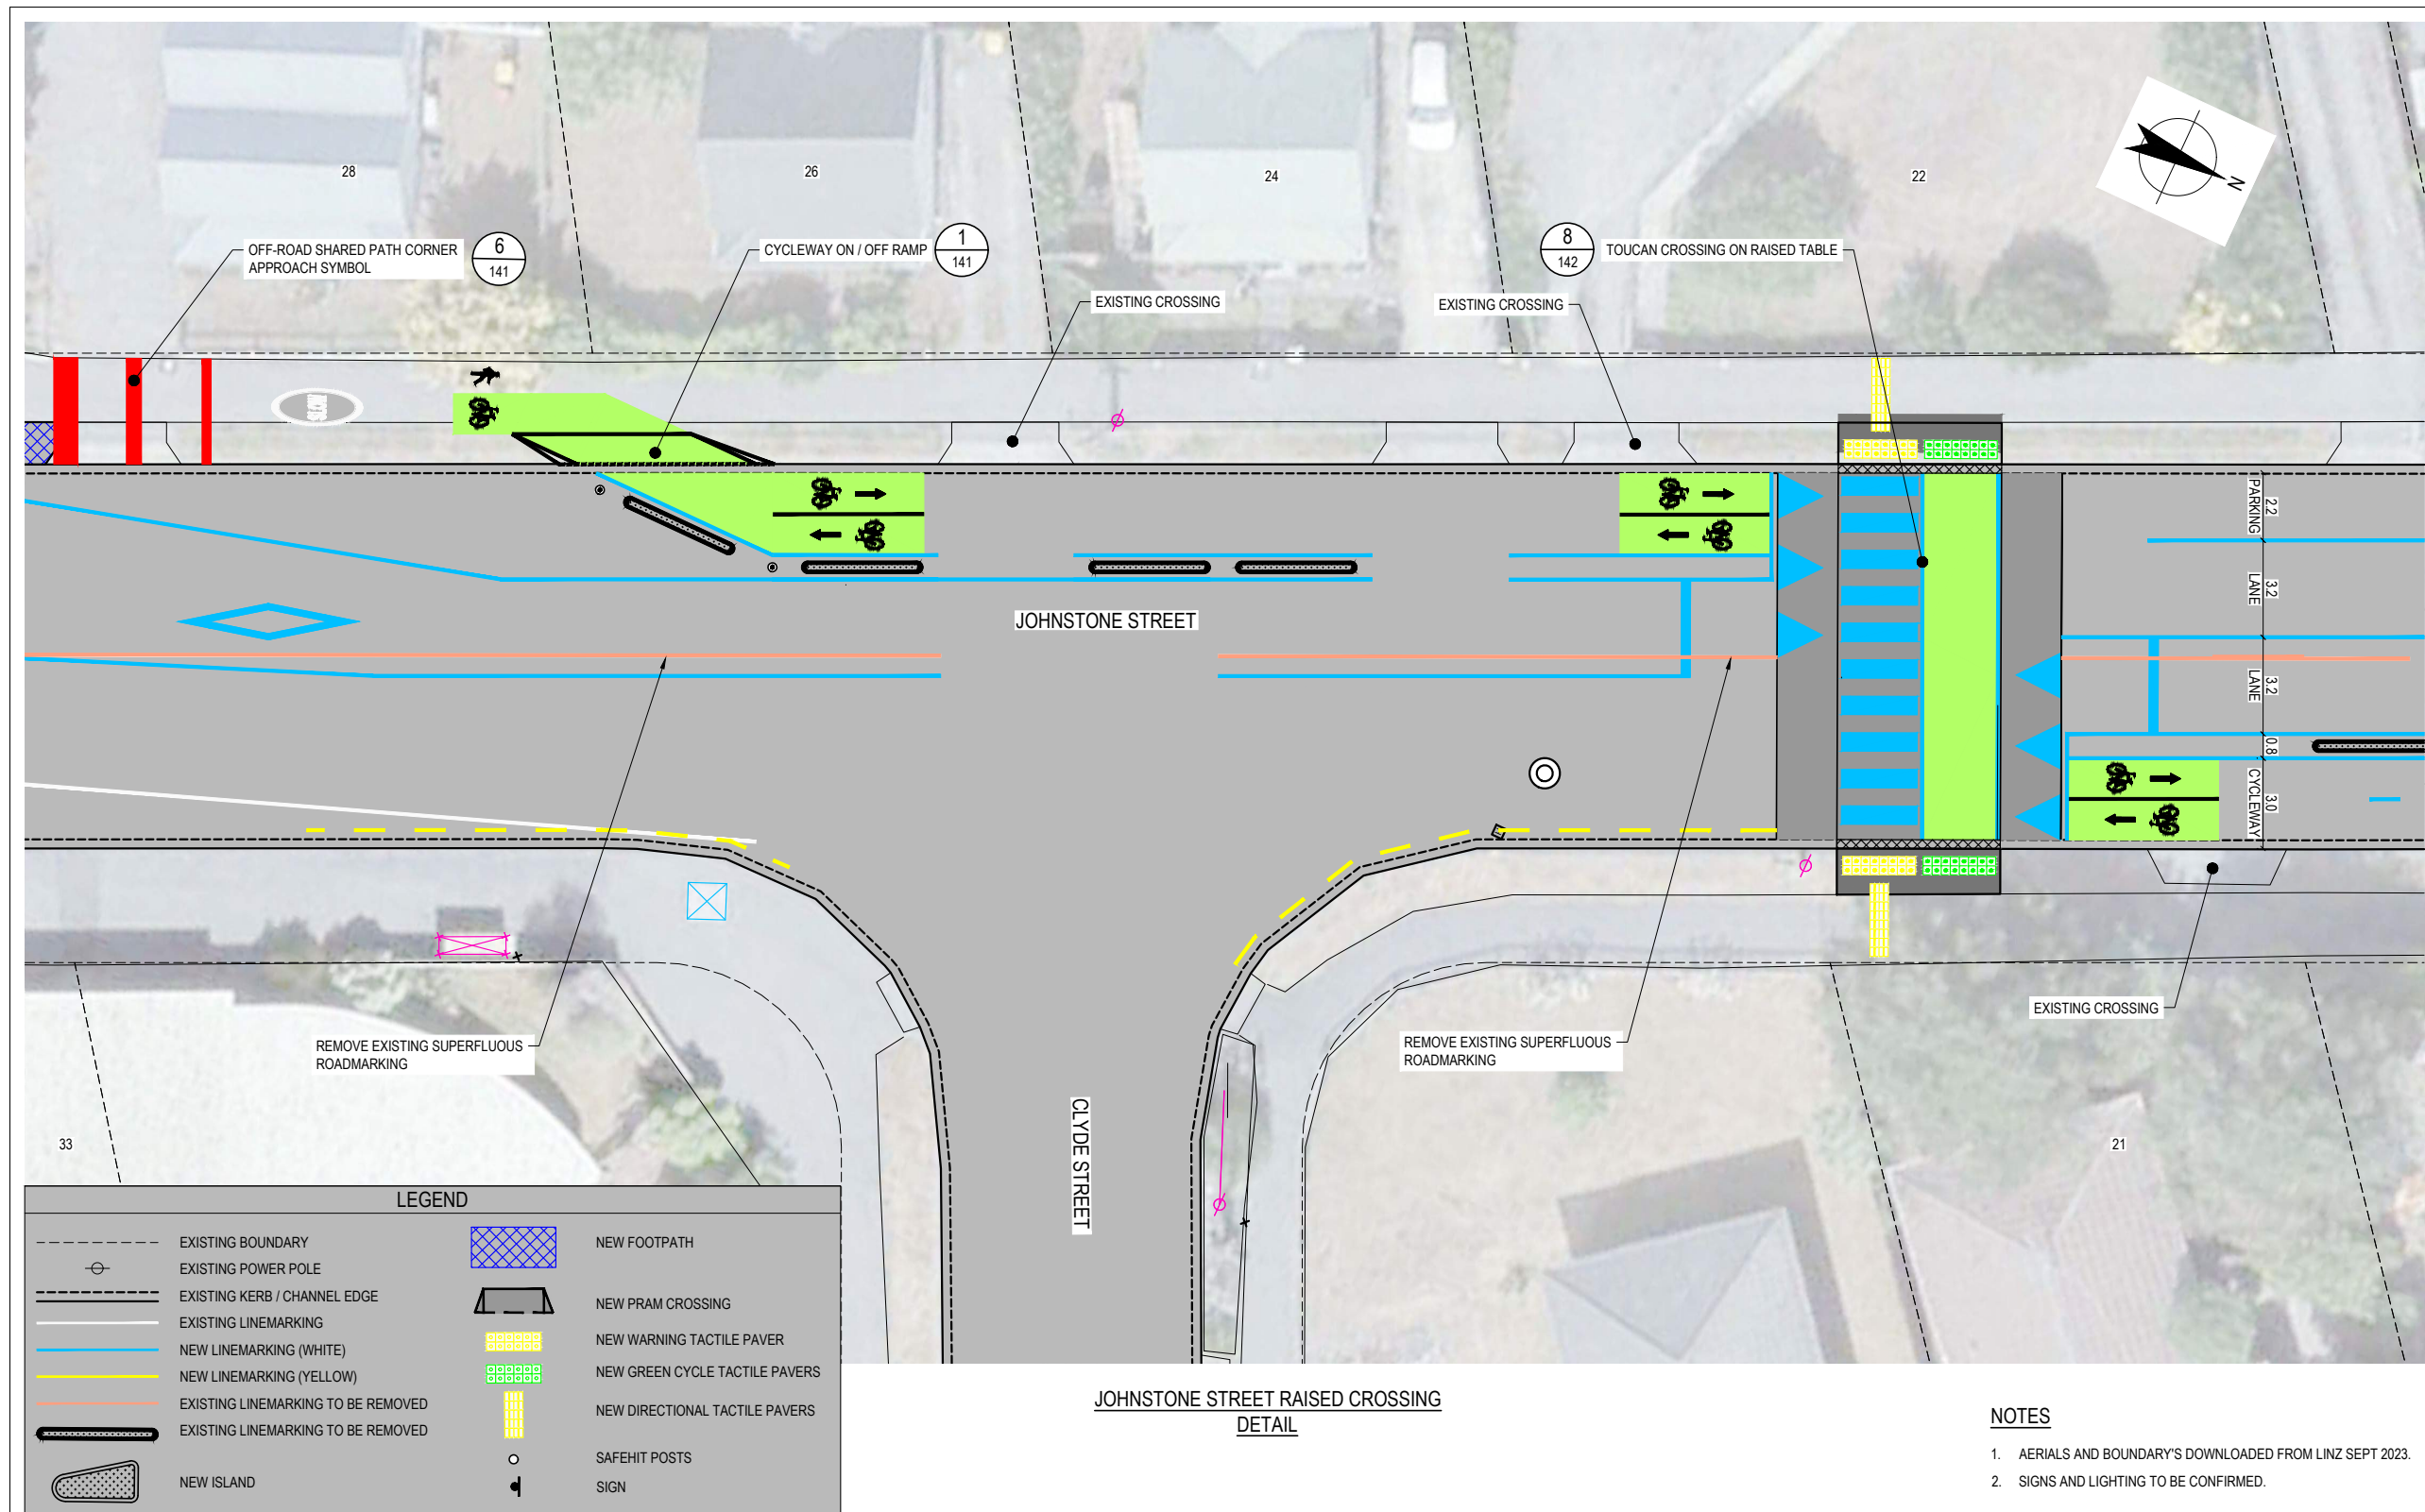 28
26
24
22
N
OFF-ROAD SHARED PATH CORNER
APPROACH SYMBOL
6
141
CYCLEWAY ON / OFF RAMP
1
141
8
142
TOUCAN CROSSING ON RAISED TABLE
EXISTING CROSSING
EXISTING CROSSING
2.2
PARKING
3.2
LANE
3.2
LANE
0.8
3.0
CYCLEWAY
JOHNSTONE STREET
EXISTING CROSSING
REMOVE EXISTING SUPERFLUOUS
ROADMARKING
REMOVE EXISTING SUPERFLUOUS
ROADMARKING
CLYDE STREET
33
21
LEGEND
EXISTING BOUNDARY
EXISTING POWER POLE
EXISTING KERB / CHANNEL EDGE
EXISTING LINEMARKING
NEW LINEMARKING (WHITE)
NEW LINEMARKING (YELLOW)
EXISTING LINEMARKING TO BE REMOVED
EXISTING LINEMARKING TO BE REMOVED
NEW ISLAND
NEW FOOTPATH
NEW PRAM CROSSING
NEW WARNING TACTILE PAVER
NEW GREEN CYCLE TACTILE PAVERS
NEW DIRECTIONAL TACTILE PAVERS
SAFEHIT POSTS
SIGN
JOHNSTONE STREET RAISED CROSSING
DETAIL
NOTES
1. AERIALS AND BOUNDARY'S DOWNLOADED FROM LINZ SEPT 2023.
2. SIGNS AND LIGHTING TO BE CONFIRMED.